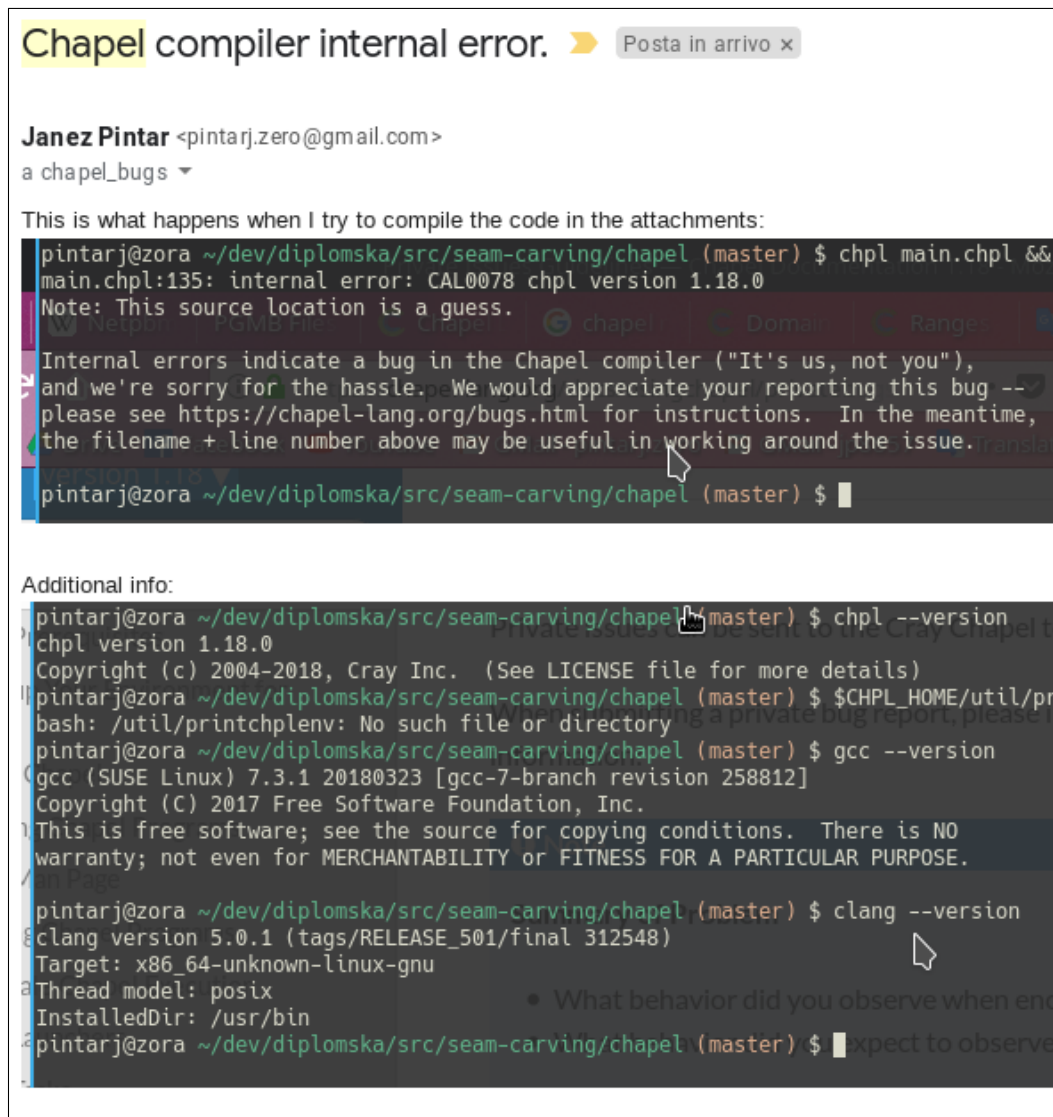 Chapel compiler internal error. Posta in arrivo ×
Janez Pintar <pintarj.zero@gmail.com>
a chapel_bugs
This is what happens when I try to compile the code in the attachments:
pintarj@zora ~/dev/diplomska/src/seam-carving/chapel (master) $ chpl main.chpl &&
main.chpl:135: internal error: CAL0078 chpl version 1.18.0
Note: This source location is a guess.
Internal errors indicate a bug in the Chapel compiler ("It's us, not you"),
and we're sorry for the hassle.  We would appreciate your reporting this bug --
please see https://chapel-lang.org/bugs.html for instructions.  In the meantime,
the filename + line number above may be useful in working around the issue.
pintarj@zora ~/dev/diplomska/src/seam-carving/chapel (master) $
Additional info:
pintarj@zora ~/dev/diplomska/src/seam-carving/chapel (master) $ chpl --version
chpl version 1.18.0
Copyright (c) 2004-2018, Cray Inc.  (See LICENSE file for more details)
pintarj@zora ~/dev/diplomska/src/seam-carving/chapel (master) $ $CHPL_HOME/util/pr
bash: /util/printchplenv: No such file or directory
pintarj@zora ~/dev/diplomska/src/seam-carving/chapel (master) $ gcc --version
gcc (SUSE Linux) 7.3.1 20180323 [gcc-7-branch revision 258812]
Copyright (C) 2017 Free Software Foundation, Inc.
This is free software; see the source for copying conditions.  There is NO
warranty; not even for MERCHANTABILITY or FITNESS FOR A PARTICULAR PURPOSE.
pintarj@zora ~/dev/diplomska/src/seam-carving/chapel (master) $ clang --version
clang version 5.0.1 (tags/RELEASE_501/final 312548)
Target: x86_64-unknown-linux-gnu
Thread model: posix
InstalledDir: /usr/bin
pintarj@zora ~/dev/diplomska/src/seam-carving/chapel (master) $